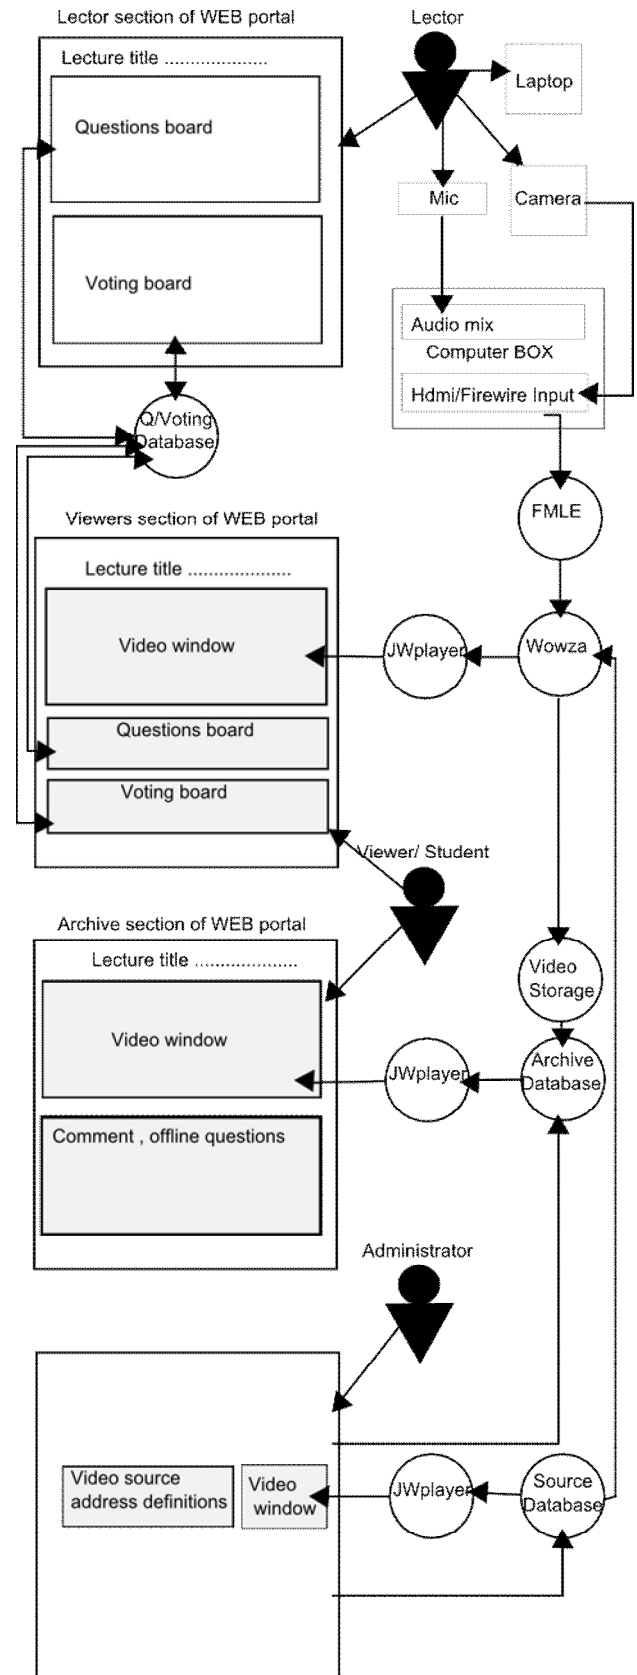 Lector section of WEB portal
Lector
Lecture title ....................
Laptop
Questions board
Mic
Camera
Voting board
Audio mix
Computer BOX
Hdmi/Firewire Input
Q/Voting
Database
FMLE
Viewers section of WEB portal
Lecture title ....................
Video window
JWplayer
Wowza
Questions board
Voting board
Viewer/ Student
Archive section of WEB portal
Lecture title ....................
Video
Storage
Video window
JWplayer
Archive
Database
Comment , offline questions
Administrator
Video source
address definitions
Video
window
JWplayer
Source
Database